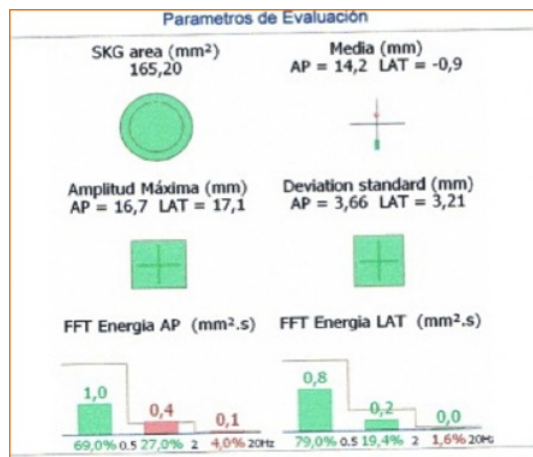 Parametros de Evaluación
SKG area (mm²)
165,20
Media (mm)
AP = 14,2 LAT = -0,9
Amplitud Máxima (mm)
AP = 16,7 LAT = 17,1
Deviation standard (mm)
AP = 3,66 LAT = 3,21
FFT Energia AP (mm².s)
1,0
0,4
0,1
69,0% 0.5 27,0% 2 4,0% 20Hz
FFT Energia LAT (mm².s)
0,8
0,2
0,0
79,0% 0.5 19,4% 2 1,6% 20Hz